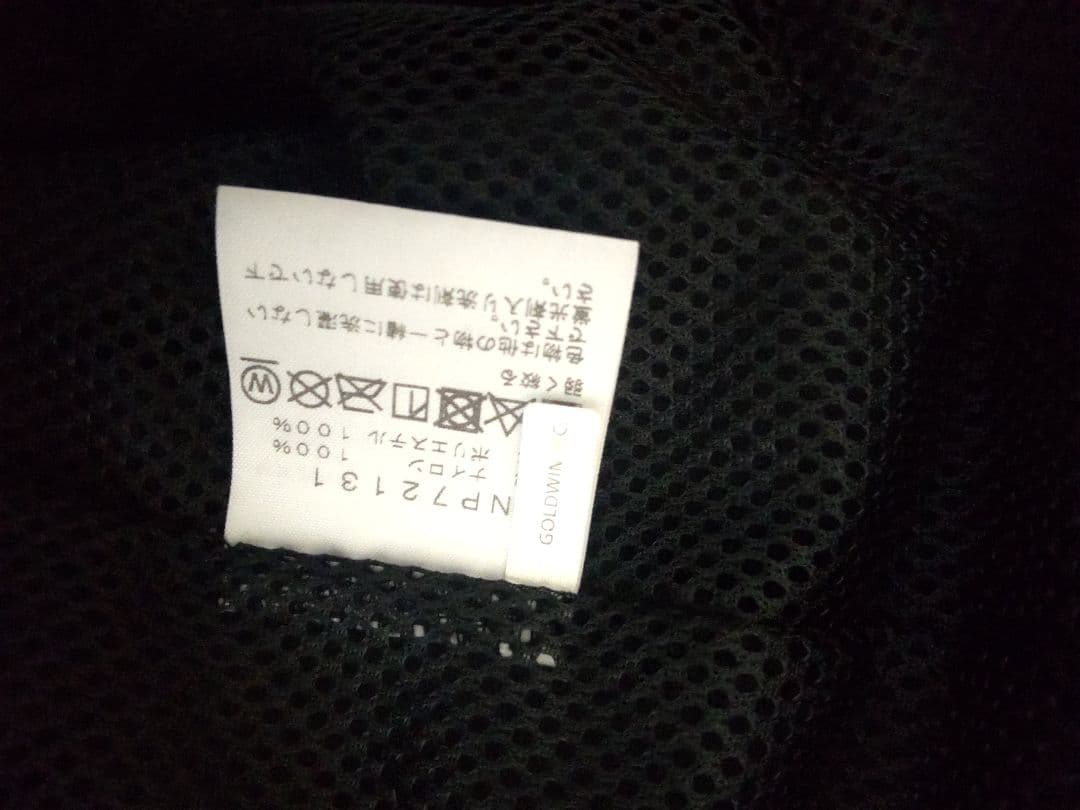 NP72131
ナイロン 100%
ポリエステル 100%
W
弱く絞る
色物は他の物と一緒に洗濯しない
で下さい。
蛍光剤入り洗剤は使用しないで下
さい。
GOLDWIN C